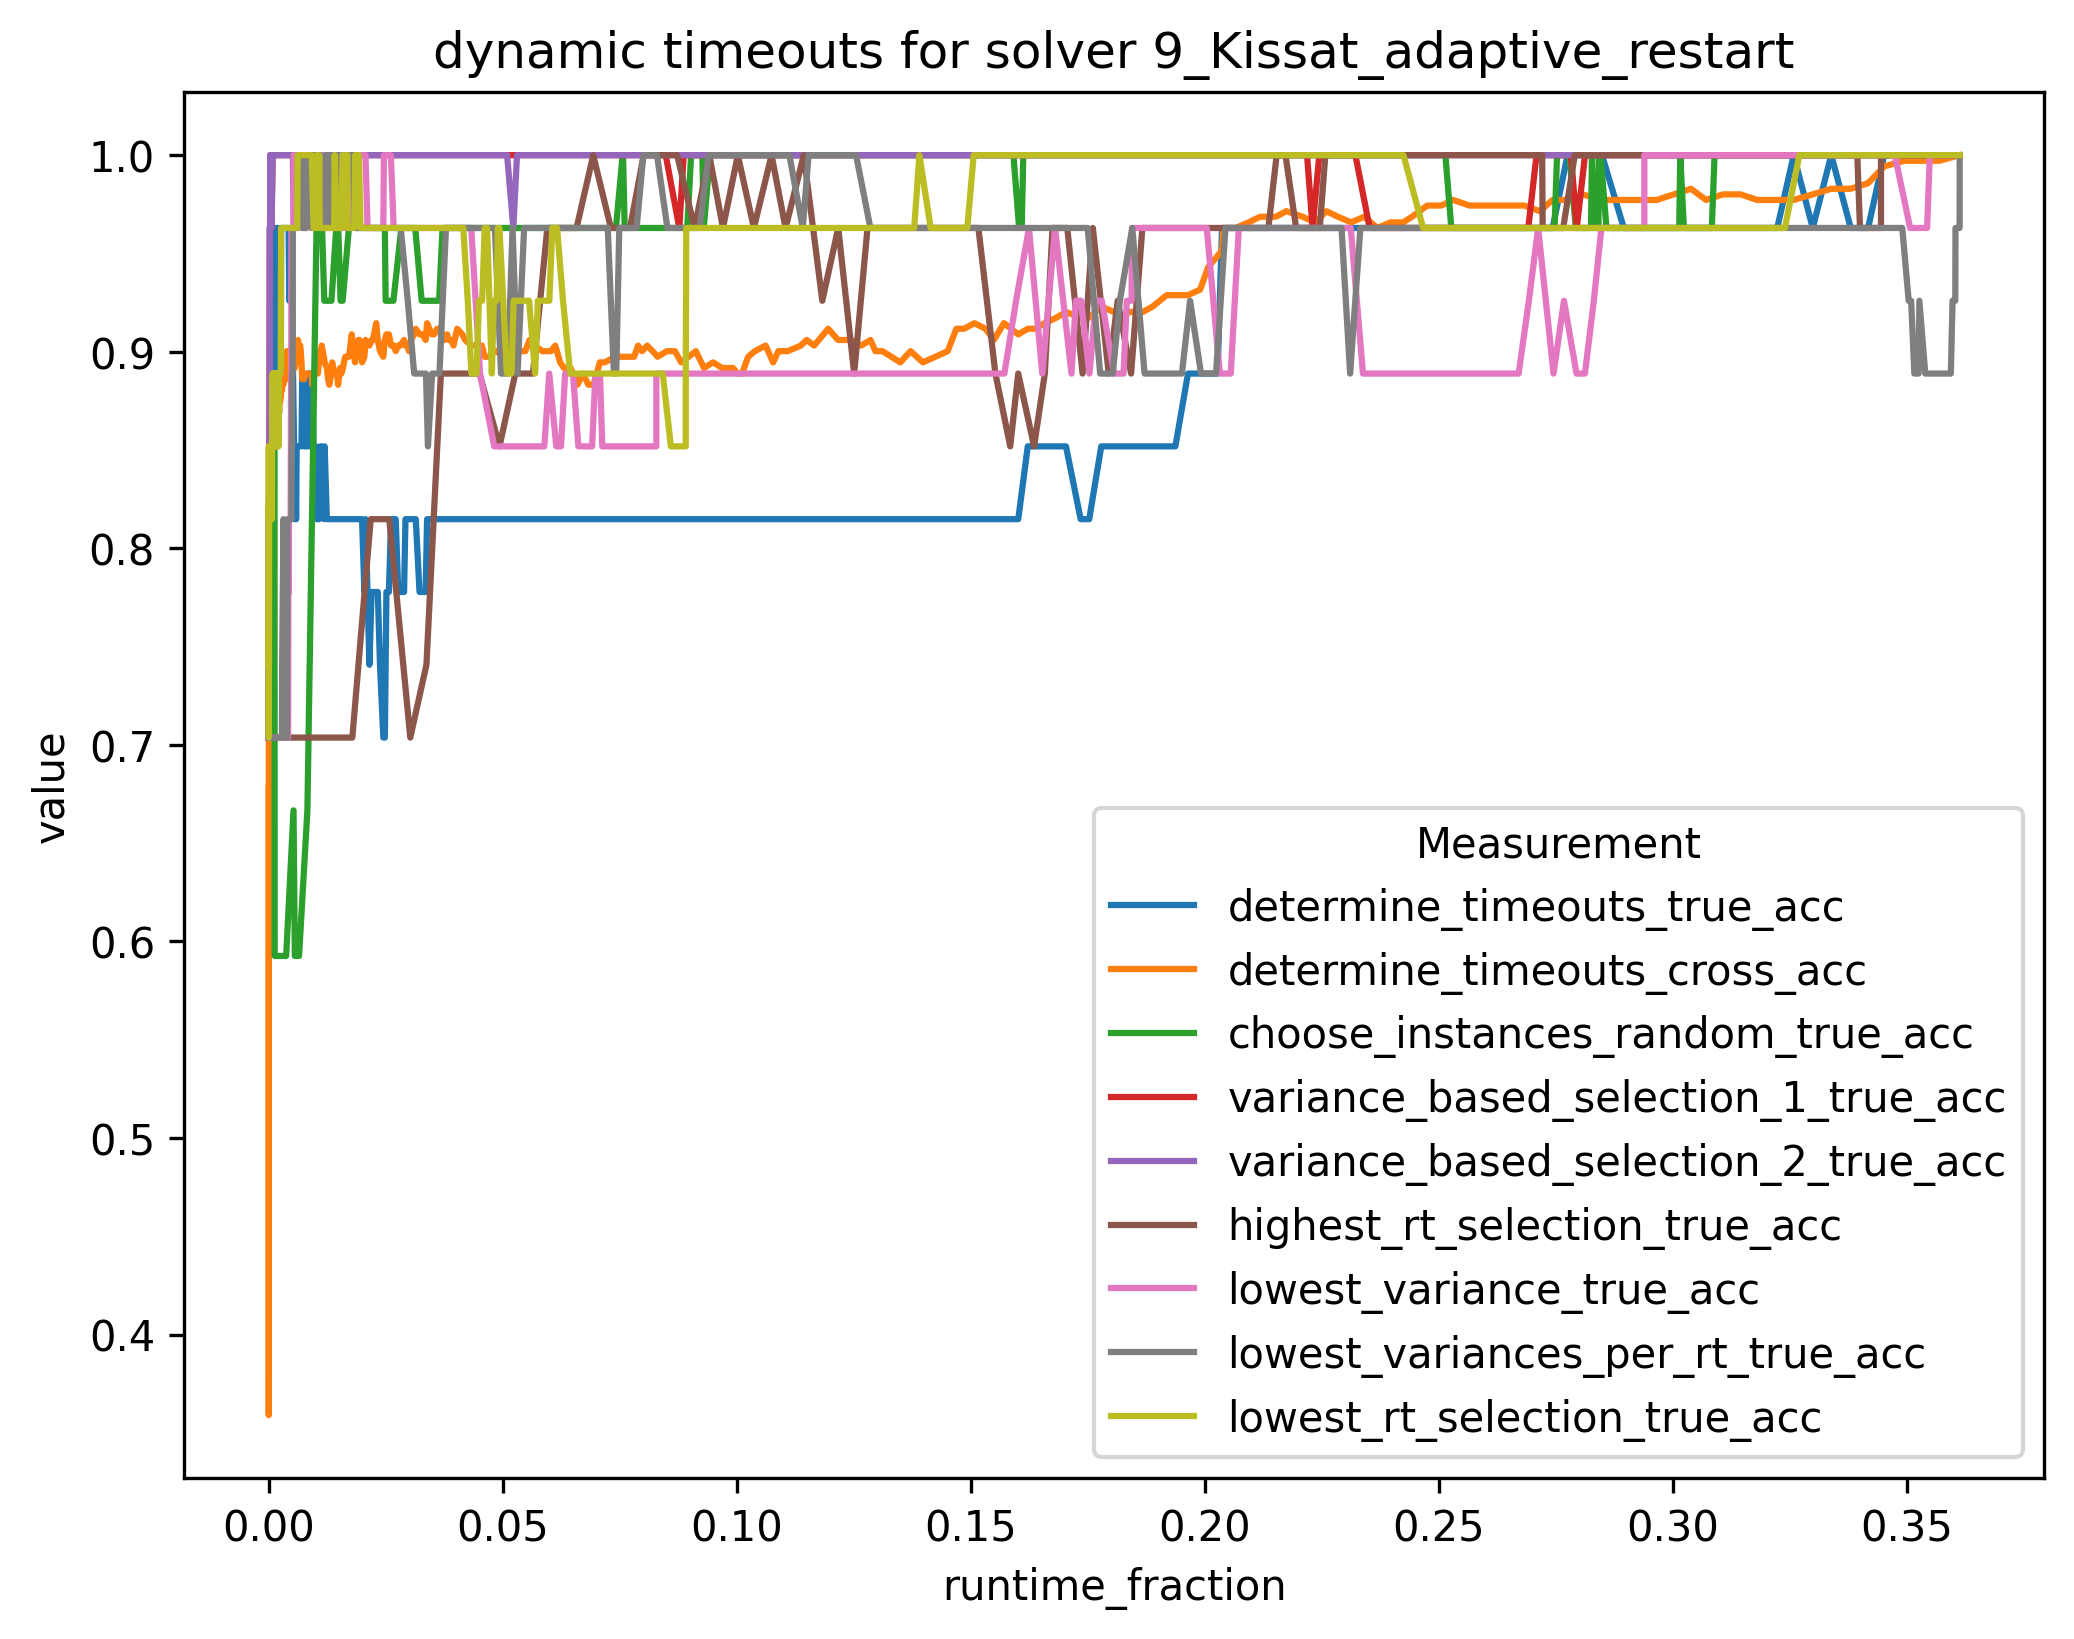 dynamic timeouts for solver 9_Kissat_adaptive_restart
1.0
0.9
0.8
0.7
0.6
0.5
0.4
value
Measurement
determine_timeouts_true_acc
determine_timeouts_cross_acc
choose_instances_random_true_acc
variance_based_selection_1_true_acc
variance_based_selection_2_true_acc
highest_rt_selection_true_acc
lowest_variance_true_acc
lowest_variances_per_rt_true_acc
lowest_rt_selection_true_acc
0.00 0.05 0.10 0.15 0.20 0.25 0.30 0.35
runtime_fraction